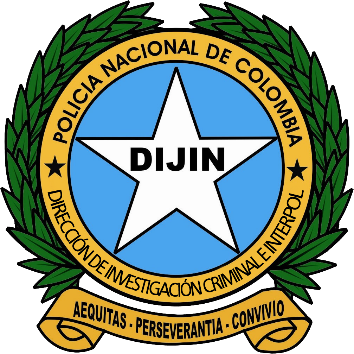 POLICIA NACIONAL DE COLOMBIA
DIJIN
DIRECCIÓN DE INVESTIGACIÓN CRIMINAL E INTERPOL
AEQUITAS - PERSEVERANTIA - CONVIVIO